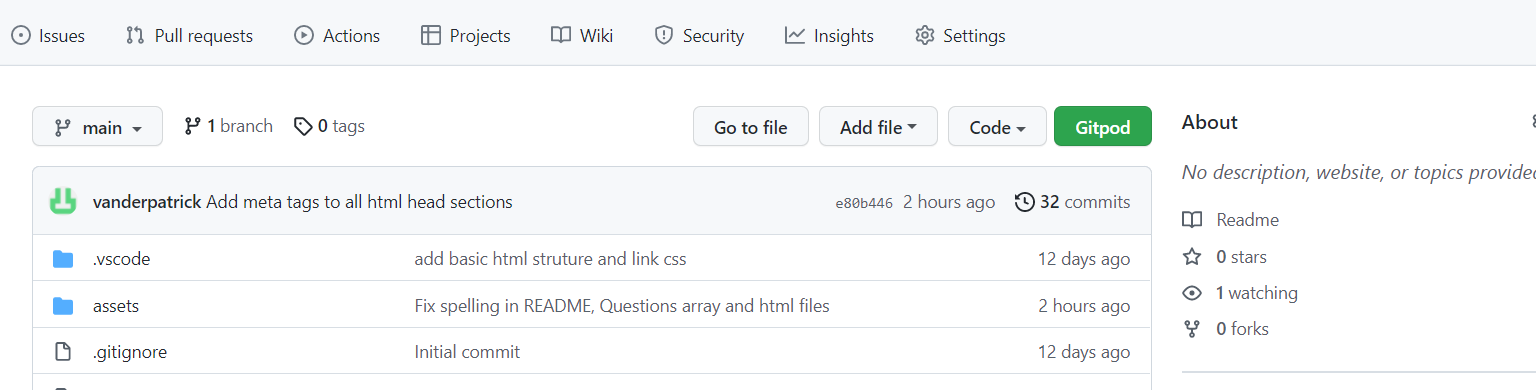 Issues Pull requests Actions Projects Wiki Security Insights Settings
main 1 branch 0 tags Go to file Add file Code Gitpod
vanderpatrick Add meta tags to all html head sections e80b446 2 hours ago 32 commits
.vscode add basic html struture and link css 12 days ago
assets Fix spelling in README, Questions array and html files 2 hours ago
.gitignore Initial commit 12 days ago
About
No description, website, or topics provided
Readme
0 stars
1 watching
0 forks